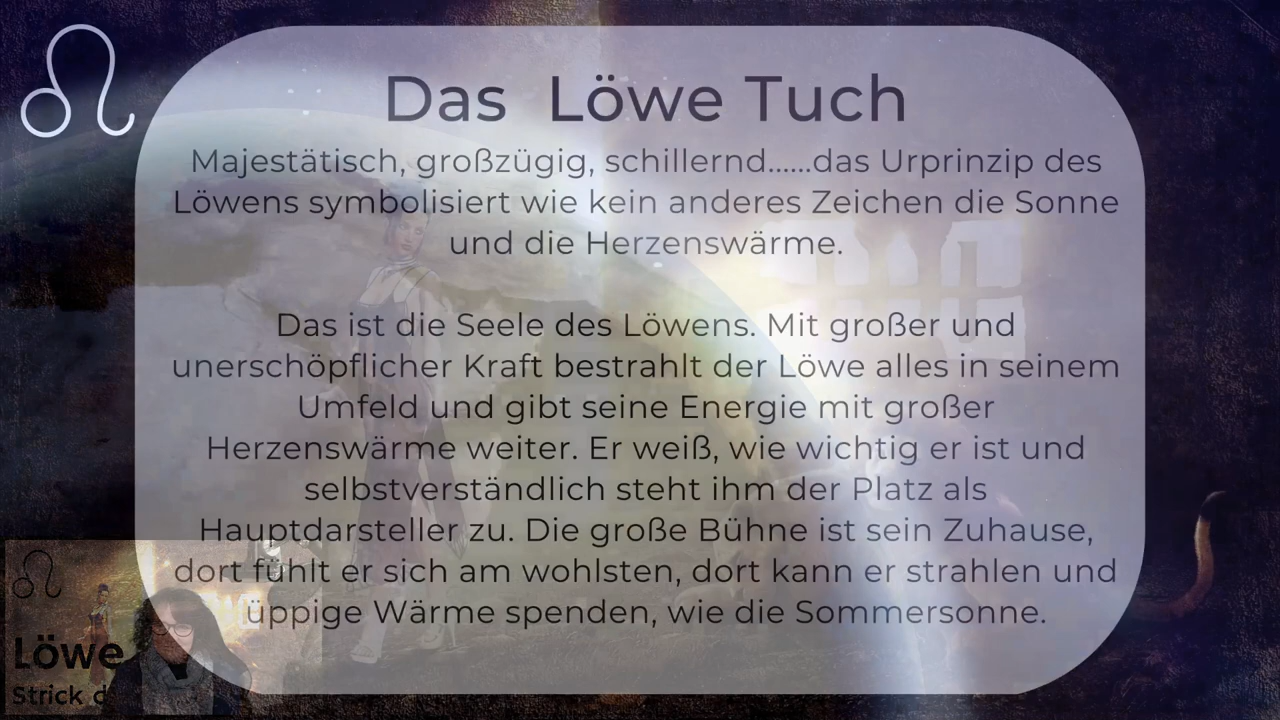 Das Löwe Tuch
Majestätisch, großzügig, schillernd......das Urprinzip des
Löwens symbolisiert wie kein anderes Zeichen die Sonne
und die Herzenswärme.
Das ist die Seele des Löwens. Mit großer und
unerschöpflicher Kraft bestrahlt der Löwe alles in seinem
Umfeld und gibt seine Energie mit großer
Herzenswärme weiter. Er weiß, wie wichtig er ist und
selbstverständlich steht ihm der Platz als
Hauptdarsteller zu. Die große Bühne ist sein Zuhause,
dort fühlt er sich am wohlsten, dort kann er strahlen und
üppige Wärme spenden, wie die Sommersonne.
Löwe
Strick